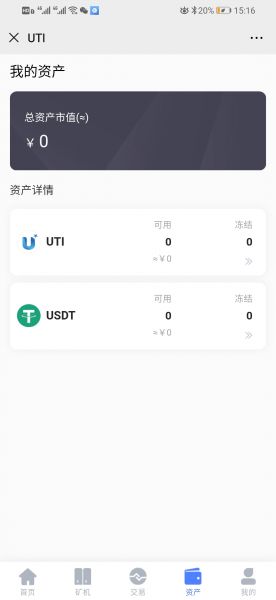 20% 15:16
UTI
我的资产
总资产市值(≈)
¥ 0
资产详情
可用 冻结
UTI 0 0
≈¥0
可用 冻结
USDT 0 0
≈¥0
首页 矿机 交易 资产 我的